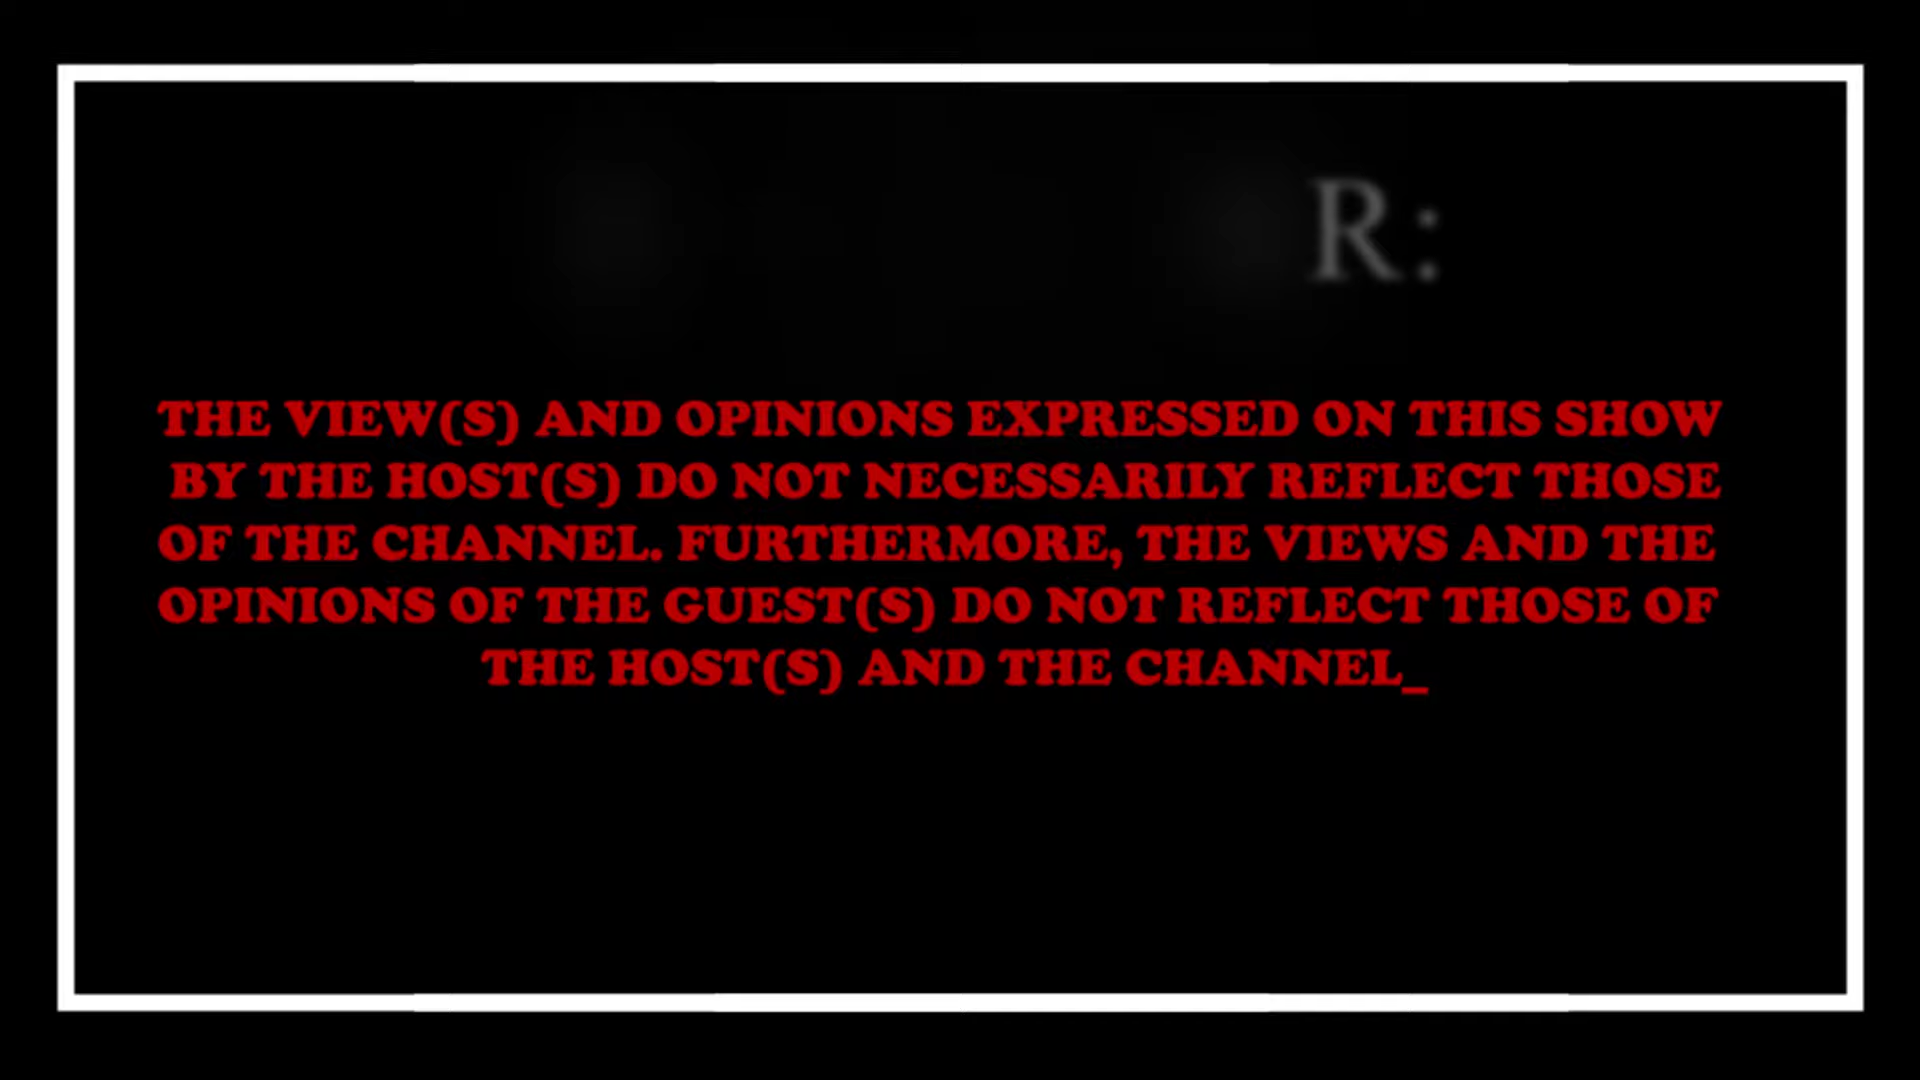 R:
THE VIEW(S) AND OPINIONS EXPRESSED ON THIS SHOW
BY THE HOST(S) DO NOT NECESSARILY REFLECT THOSE
OF THE CHANNEL. FURTHERMORE, THE VIEWS AND THE
OPINIONS OF THE GUEST(S) DO NOT REFLECT THOSE OF
THE HOST(S) AND THE CHANNEL_